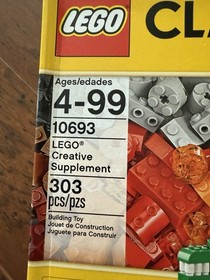 LEGO
CLA
Ages/edades
4-99
10693
LEGO®
Creative
Supplement
303
pcs/pzs
Building Toy
Jouet de Construction
Juguete para Construir